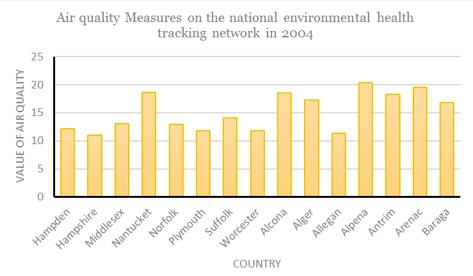 Air quality Measures on the national environmental health
tracking network in 2004
VALUE OF AIR QUALITY
25
20
15
10
5
0
Hampden
Hampshire
Middlesex
Nantucket
Norfolk
Plymouth
Suffolk
Worcester
Alcona
Alger
Allegan
Alpena
Antrim
Arenac
Baraga
COUNTRY